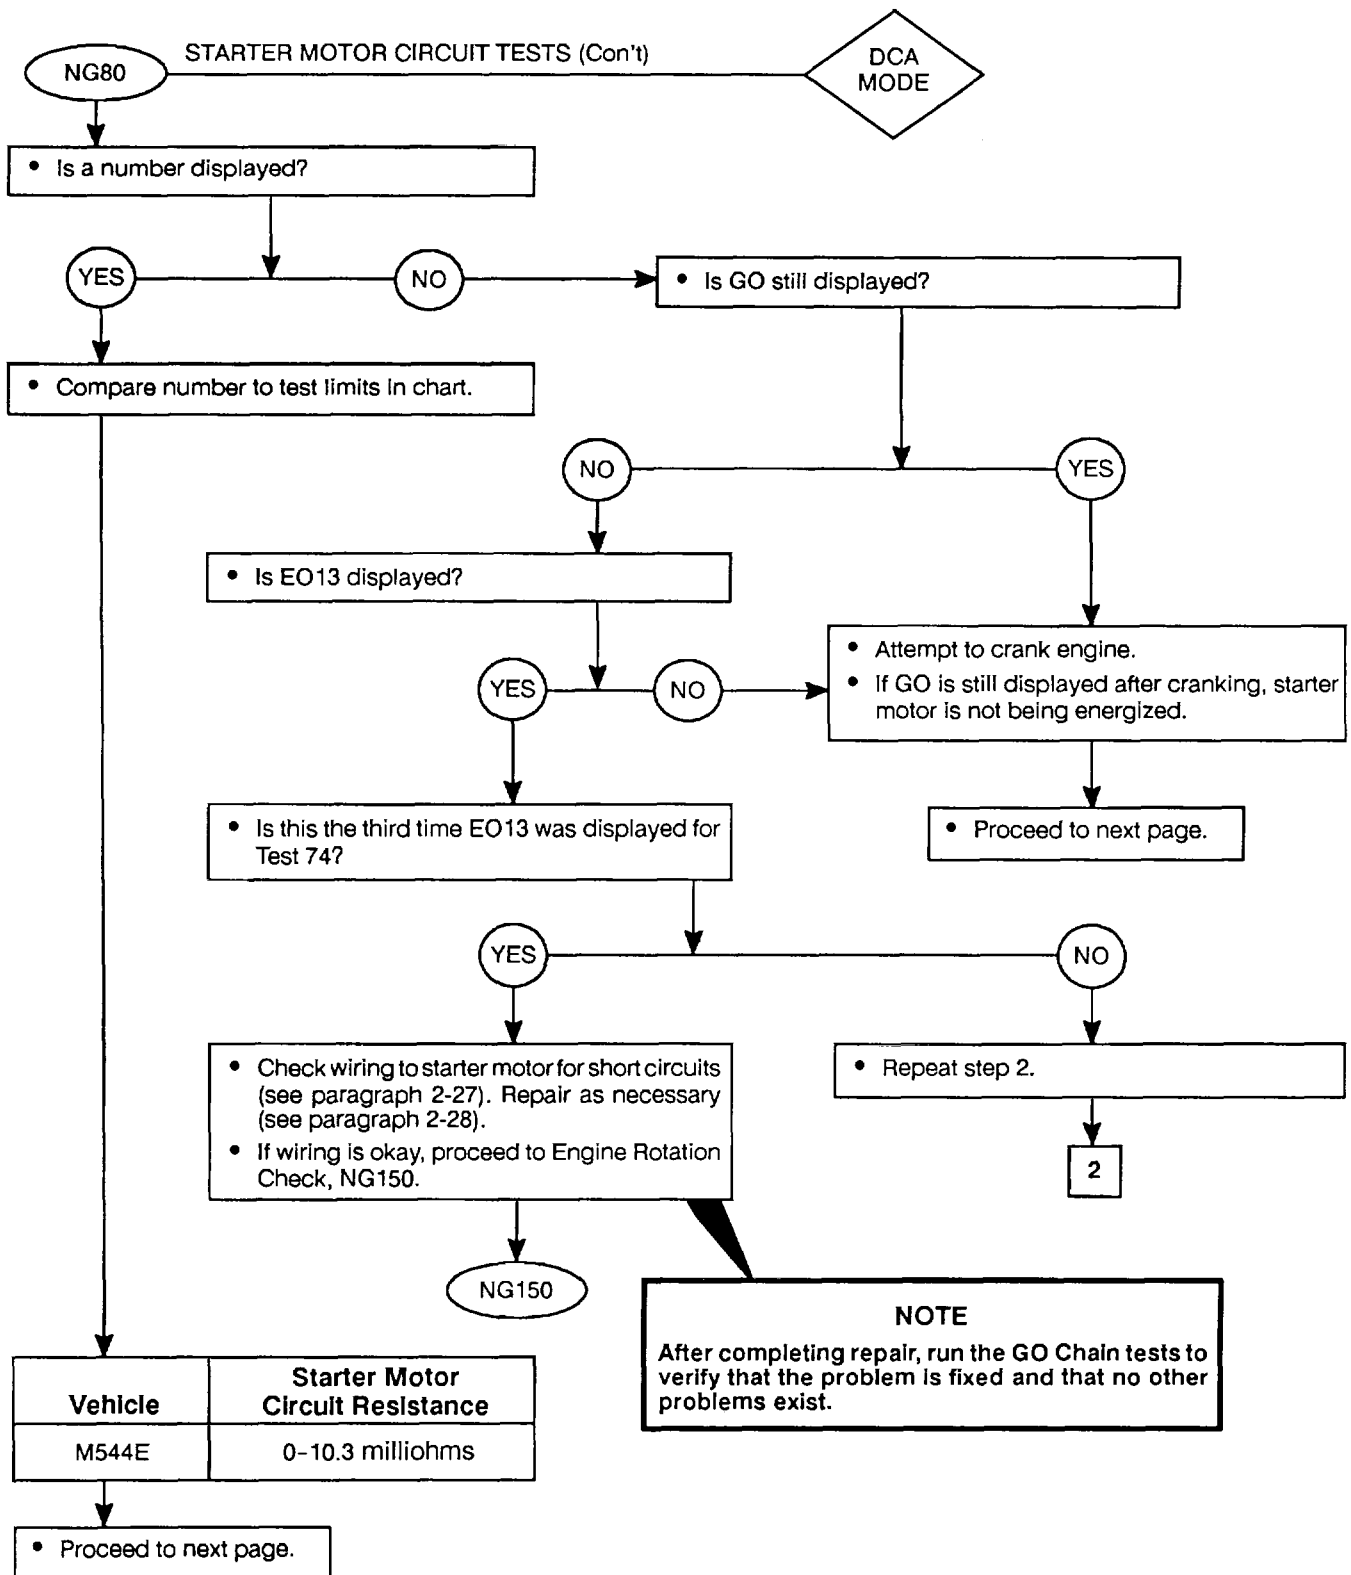 NG80
STARTER MOTOR CIRCUIT TESTS (Con't)
DCA
MODE
• Is a number displayed?
YES
NO
• Is GO still displayed?
• Compare number to test limits in chart.
NO
YES
• Is EO13 displayed?
• Attempt to crank engine.
• If GO is still displayed after cranking, starter
motor is not being energized.
YES
NO
• Is this the third time EO13 was displayed for
Test 74?
• Proceed to next page.
YES
NO
• Check wiring to starter motor for short circuits
(see paragraph 2-27). Repair as necessary
(see paragraph 2-28).
• If wiring is okay, proceed to Engine Rotation
Check, NG150.
• Repeat step 2.
2
NG150
NOTE
After completing repair, run the GO Chain tests to
verify that the problem is fixed and that no other
problems exist.
Vehicle
Starter Motor
Circuit Resistance
M544E
0–10.3 milliohms
• Proceed to next page.